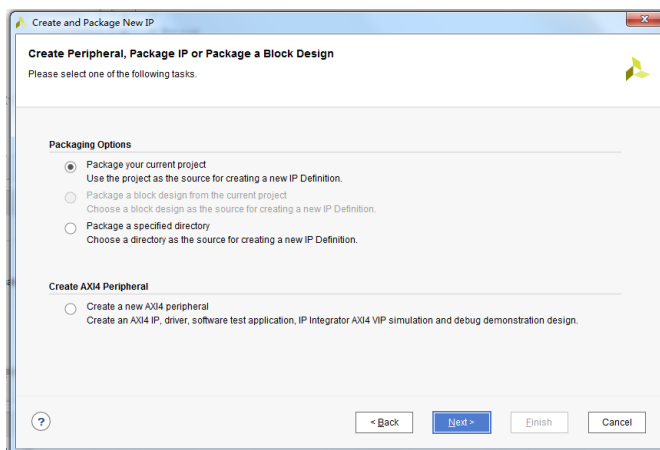 Create and Package New IP
Create Peripheral, Package IP or Package a Block Design
Please select one of the following tasks.
Packaging Options
Package your current project
Use the project as the source for creating a new IP Definition.
Package a block design from the current project
Choose a block design as the source for creating a new IP Definition.
Package a specified directory
Choose a directory as the source for creating a new IP Definition.
Create AXI4 Peripheral
Create a new AXI4 peripheral
Create an AXI4 IP, driver, software test application, IP Integrator AXI4 VIP simulation and debug demonstration design.
? < Back Next > Finish Cancel